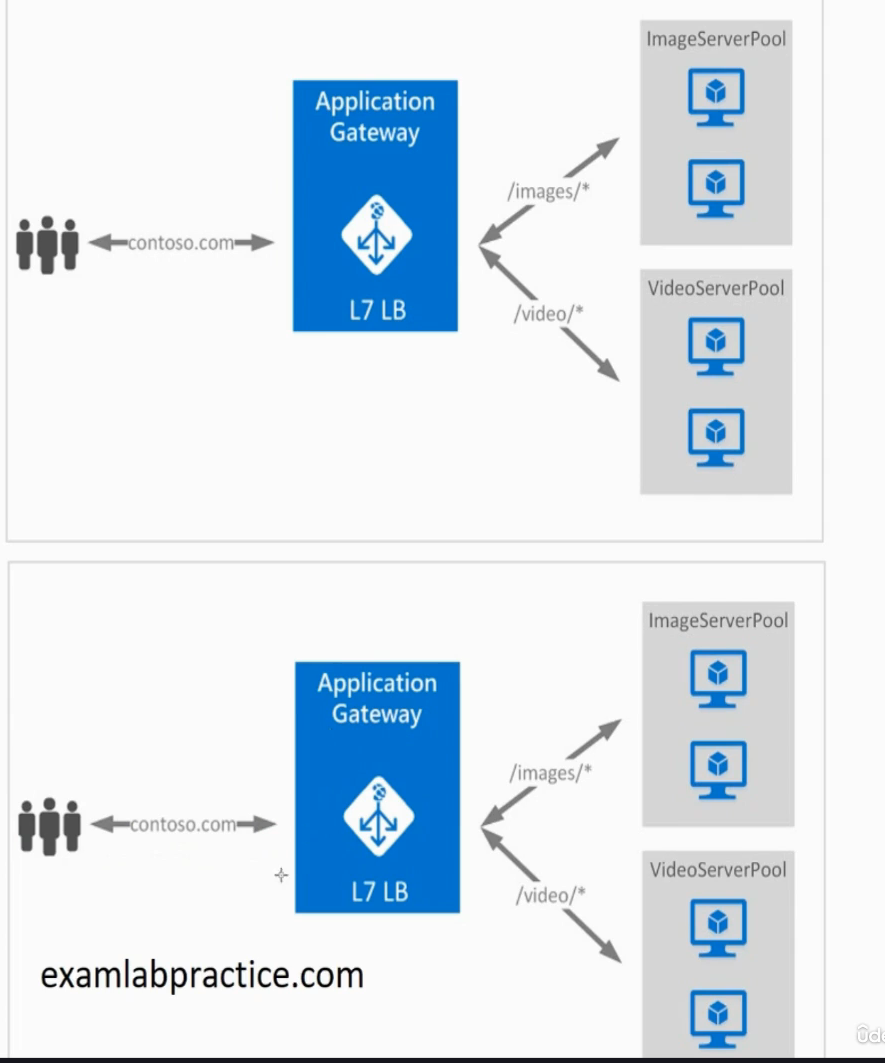 ImageServerPool
Application
Gateway
/images/*
contoso.com
VideoServerPool
L7 LB
/video/*
ImageServerPool
Application
Gateway
/images/*
contoso.com
VideoServerPool
L7 LB
/video/*
examlabpractice.com